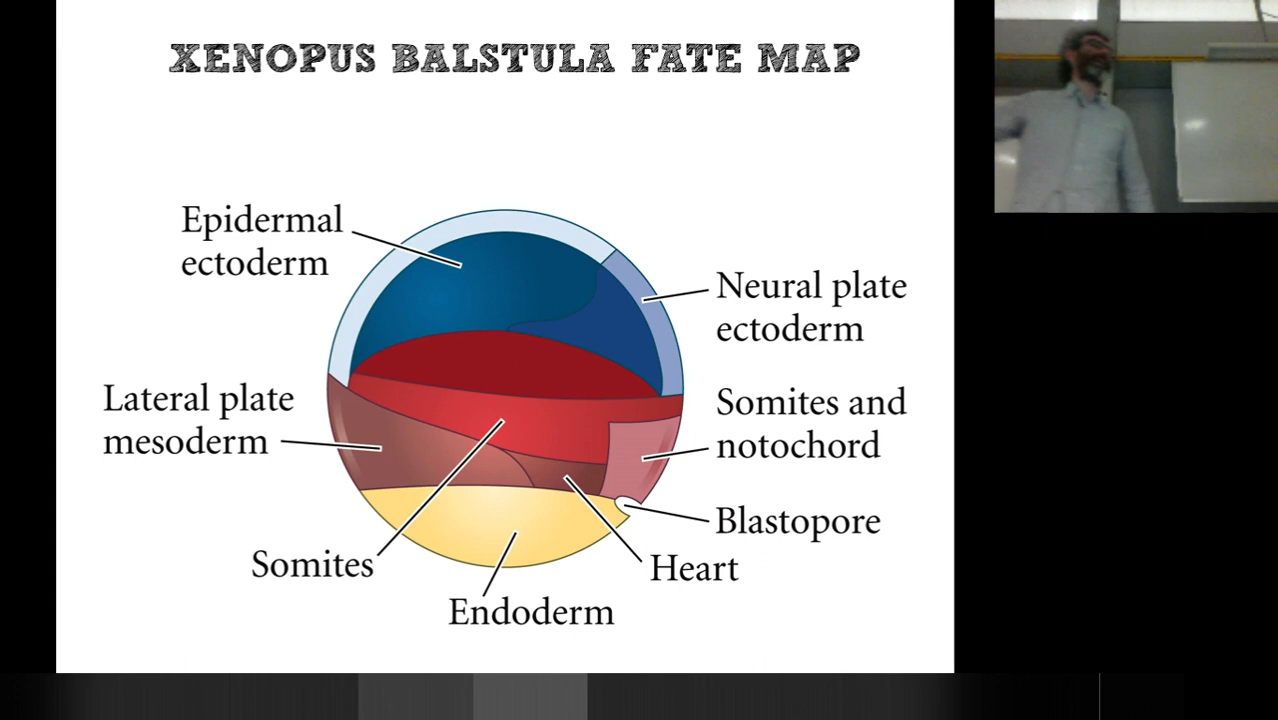 XENOPUS BALSTULA FATE MAP
Epidermal
ectoderm
Neural plate
ectoderm
Lateral plate
mesoderm
Somites and
notochord
Blastopore
Somites
Heart
Endoderm